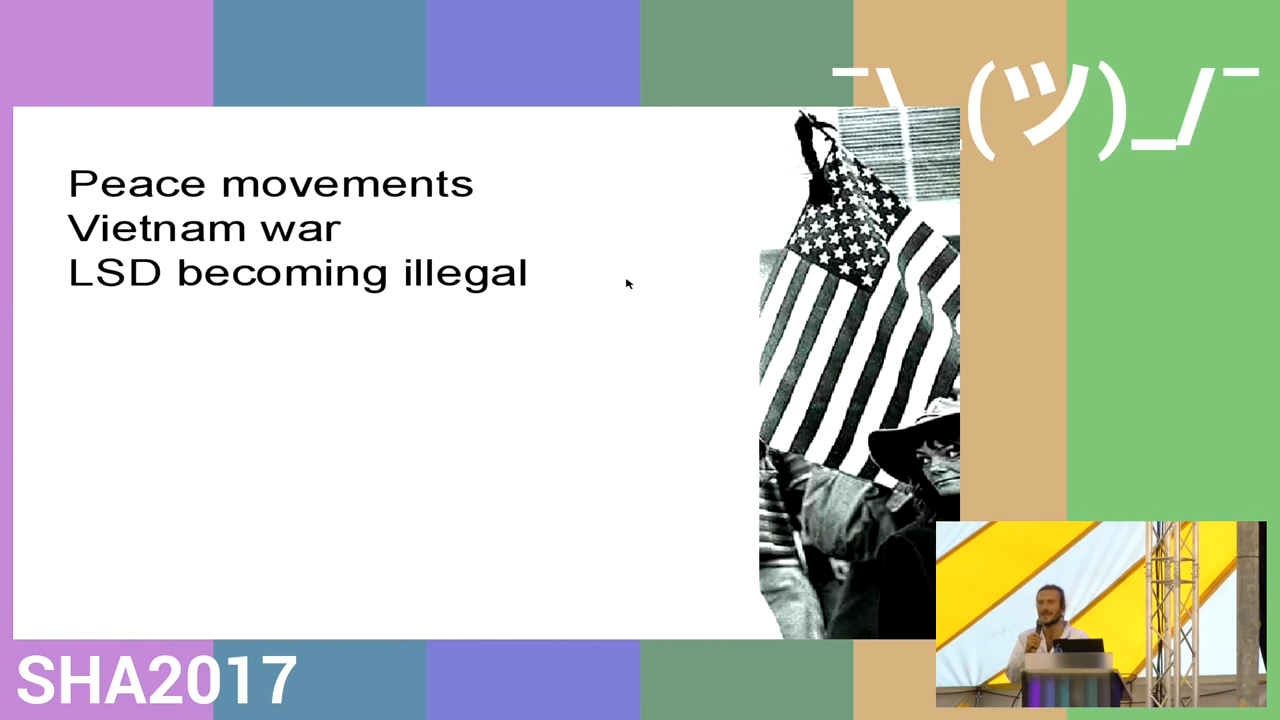 ¯\_(ツ)_/¯
Peace movements
Vietnam war
LSD becoming illegal
SHA2017